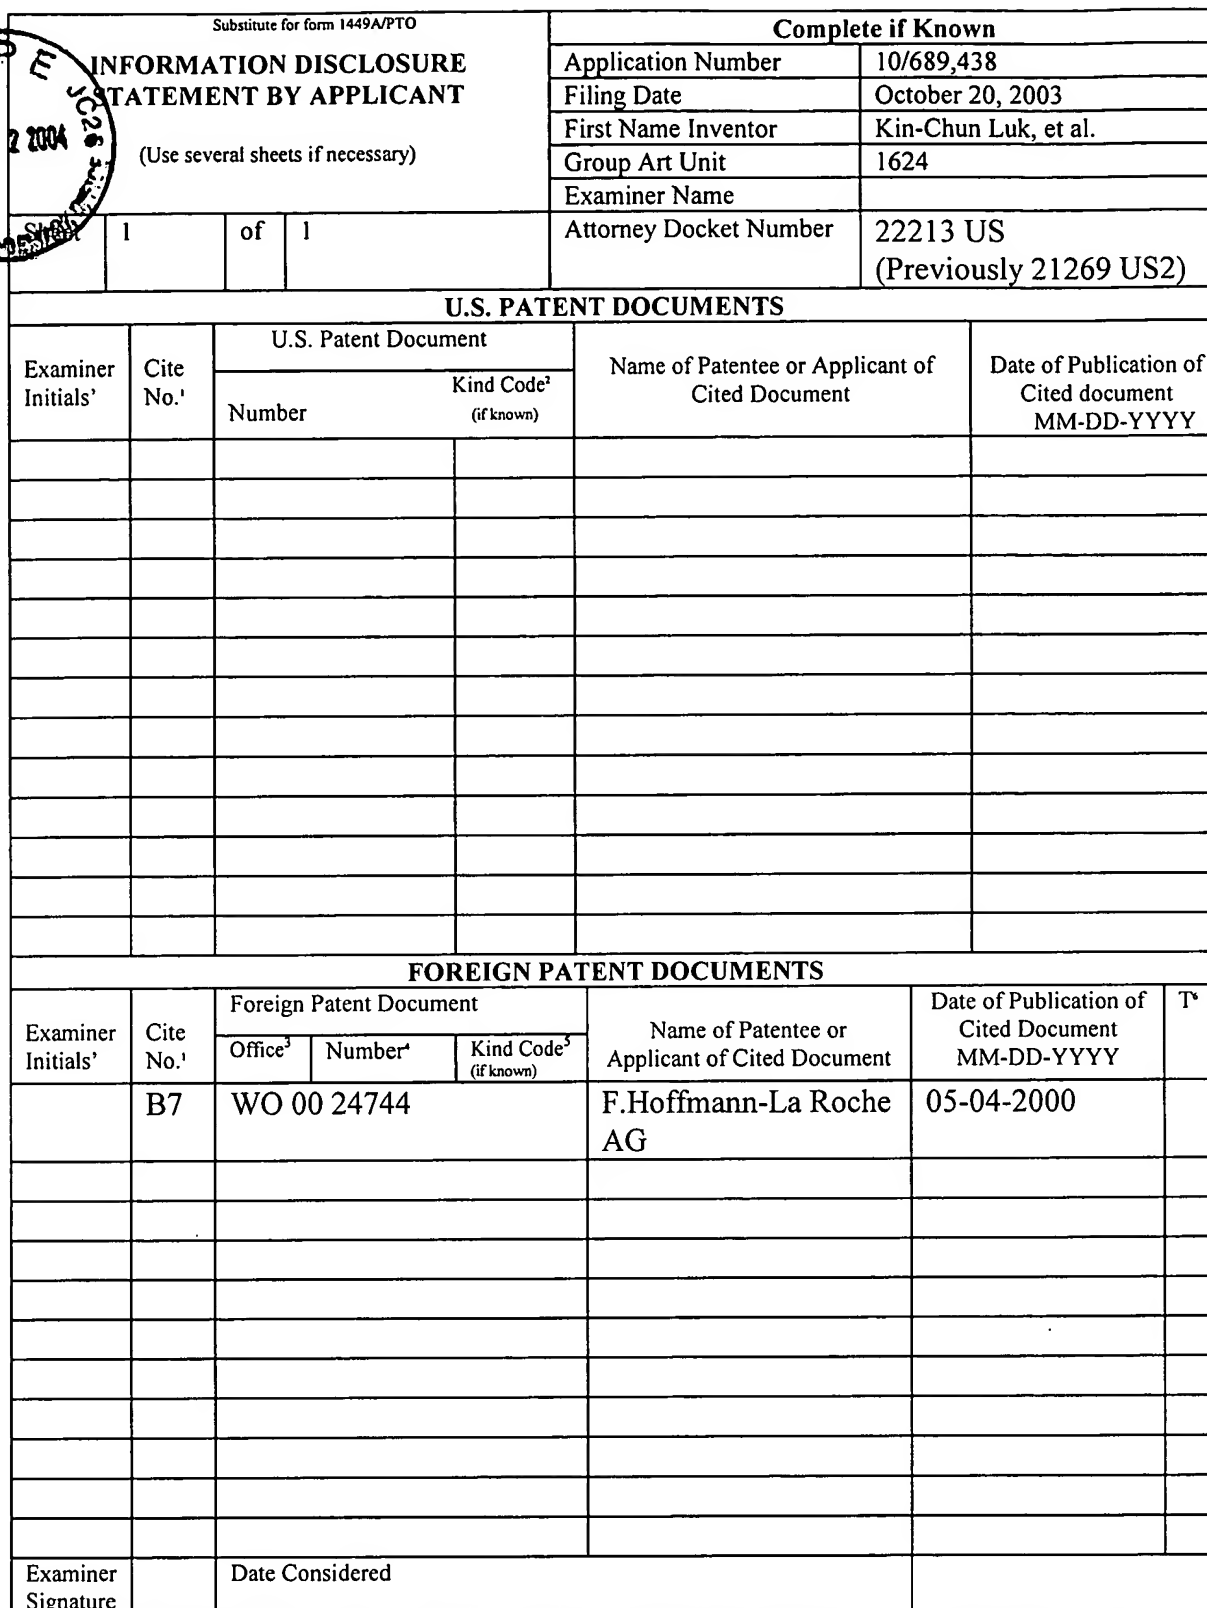 Substitute for form 1449A/PTO
INFORMATION DISCLOSURE
STATEMENT BY APPLICANT
(Use several sheets if necessary)
1 of 1
JC26
2 2004
Complete if Known
Application Number 10/689,438
Filing Date October 20, 2003
First Name Inventor Kin-Chun Luk, et al.
Group Art Unit 1624
Examiner Name
Attorney Docket Number 22213 US
(Previously 21269 US2)
U.S. PATENT DOCUMENTS
Examiner
Initials'
Cite
No.¹
U.S. Patent Document
Number
Kind Code²
(if known)
Name of Patentee or Applicant of
Cited Document
Date of Publication of
Cited document
MM-DD-YYYY
FOREIGN PATENT DOCUMENTS
Examiner
Initials'
Cite
No.¹
Foreign Patent Document
Office³
Number⁴
Kind Code⁵
(if known)
Name of Patentee or
Applicant of Cited Document
Date of Publication of
Cited Document
MM-DD-YYYY
T⁶
B7 WO 00 24744 F.Hoffmann-La Roche 05-04-2000
AG
Examiner
Signature
Date Considered